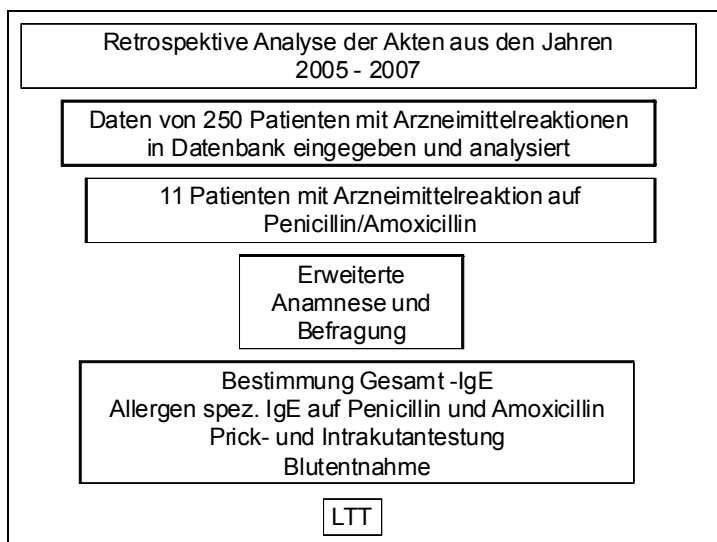 Retrospektive Analyse der Akten aus den Jahren
2005 - 2007
Daten von 250 Patienten mit Arzneimittelreaktionen
in Datenbank eingegeben und analysiert
11 Patienten mit Arzneimittelreaktion auf
Penicillin/Amoxicillin
Erweiterte
Anamnese und
Befragung
Bestimmung Gesamt -IgE
Allergen spez. IgE auf Penicillin und Amoxicillin
Prick- und Intrakutantestung
Blutentnahme
LTT